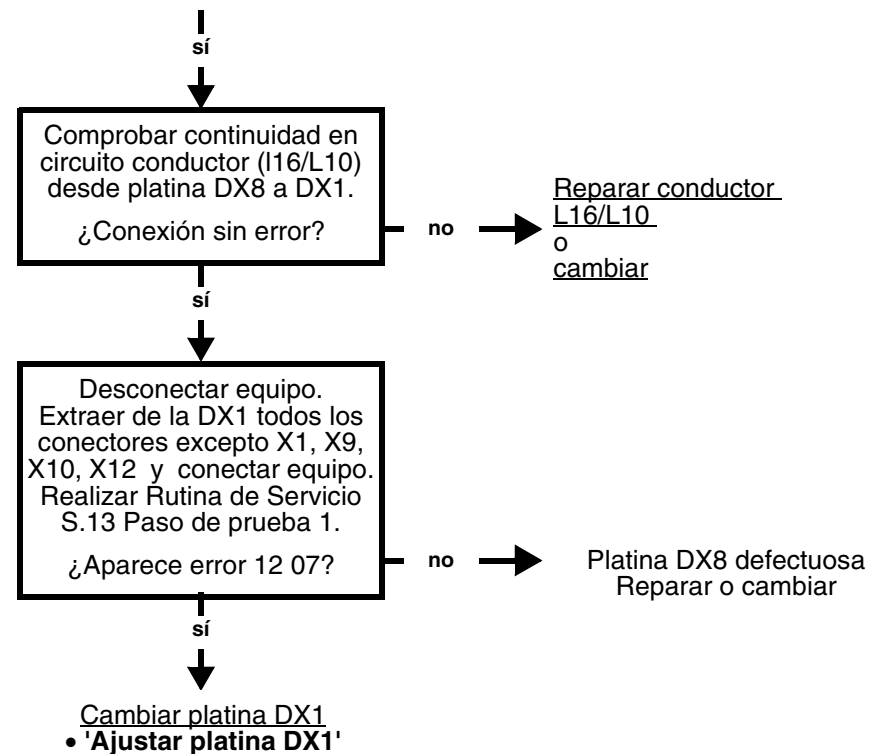 sí
Comprobar continuidad en
circuito conductor (I16/L10)
desde platina DX8 a DX1.
¿Conexión sin error?
no
Reparar conductor
L16/L10
o
cambiar
sí
Desconectar equipo.
Extraer de la DX1 todos los
conectores excepto X1, X9,
X10, X12 y conectar equipo.
Realizar Rutina de Servicio
S.13 Paso de prueba 1.
¿Aparece error 12 07?
no
Platina DX8 defectuosa
Reparar o cambiar
sí
Cambiar platina DX1
• 'Ajustar platina DX1'